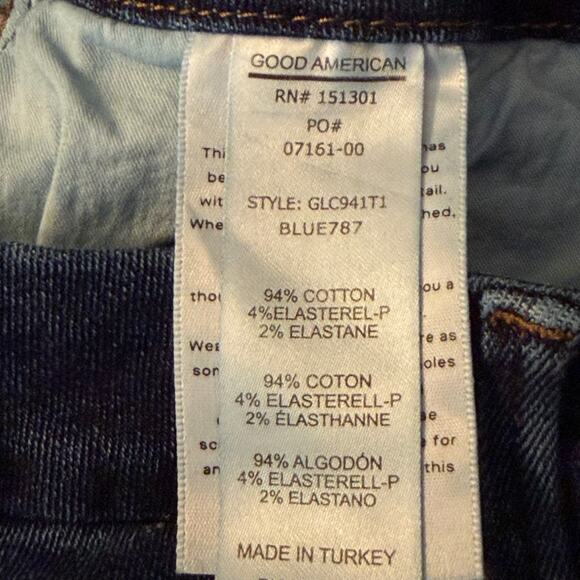 GOOD AMERICAN
RN# 151301
PO#
07161-00
STYLE: GLC941T1
BLUE787
94% COTTON
4%ELASTEREL-P
2% ELASTANE
94% COTON
4% ELASTERELL-P
2% ÉLASTHANNE
94% ALGODÓN
4% ELASTERELL-P
2% ELASTANO
MADE IN TURKEY